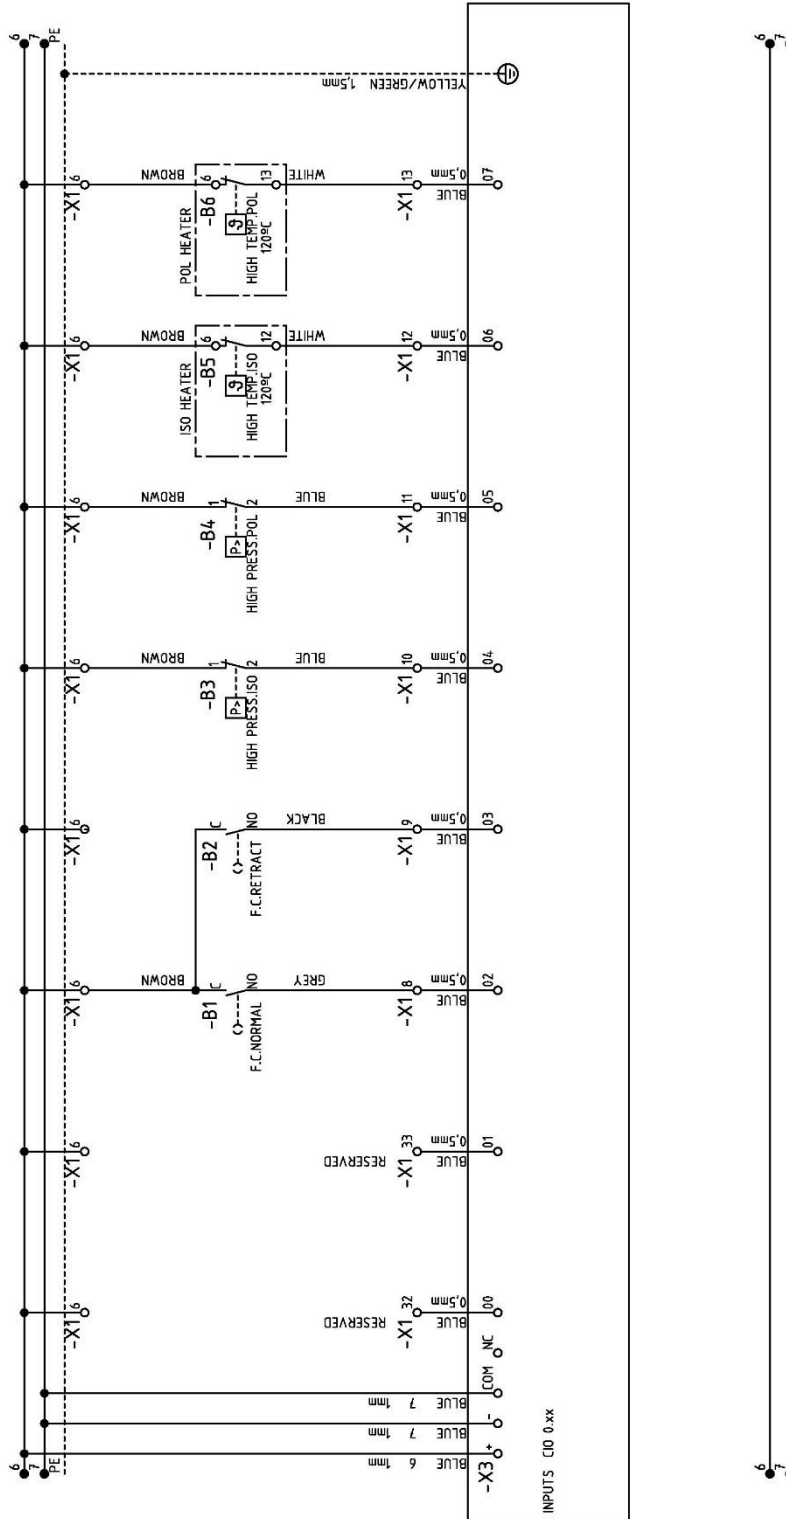 6
7
PE
YELLOW/GREEN 1,5mm
-X1 6
BROWN
POL HEATER
-B6
6
13
HIGH TEMP.POL
120ºC
WHITE
-X1 13
BLUE 0,5mm
07
-X1 6
BROWN
ISO HEATER
-B5
6
12
HIGH TEMP.ISO
120ºC
WHITE
-X1 12
BLUE 0,5mm
06
-X1 6
BROWN
-B4
1
P>
2
HIGH PRESS.POL
BLUE
-X1 11
BLUE 0,5mm
05
-X1 6
BROWN
-B3
1
P>
2
HIGH PRESS.ISO
BLUE
-X1 10
BLUE 0,5mm
04
-X1 6
-B2
C
NO
F.C.RETRACT
BLACK
-X1 9
BLUE 0,5mm
03
-X1 6
BROWN
-B1
C
NO
F.C.NORMAL
GREY
-X1 8
BLUE 0,5mm
02
-X1 6
RESERVED
-X1 33
BLUE 0,5mm
01
-X1 6
RESERVED
-X1 32
BLUE 0,5mm
00
NC
COM
BLUE 7 1mm
-
BLUE 7 1mm
+
BLUE 6 1mm
-X3
INPUTS CIO 0.xx
6
7
PE
6
7
6
7